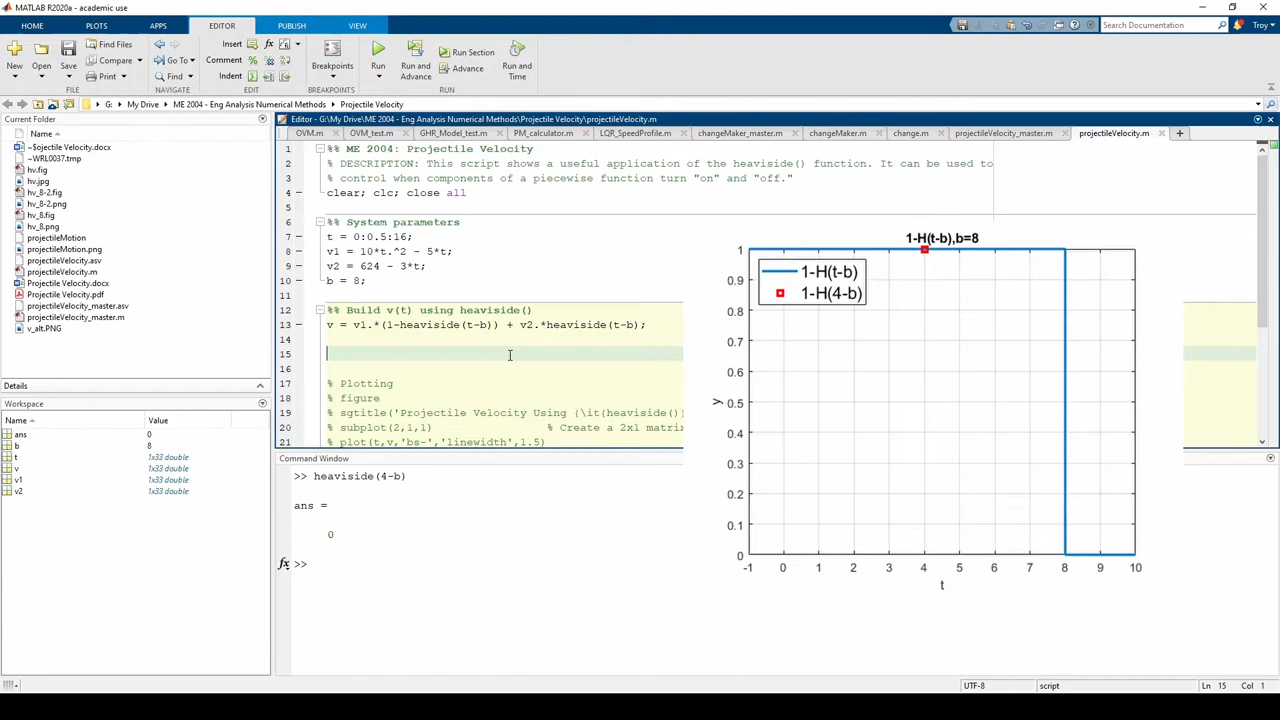 MATLAB R2020a - academic use
HOME PLOTS APPS EDITOR PUBLISH VIEW
Search Documentation
Troy
New
Open
Save
Find Files
Compare
Print
FILE
Go To
Find
NAVIGATE
Insert
Comment
Indent
EDIT
Breakpoints
BREAKPOINTS
Run
Run and
Advance
Run Section
Advance
Run and
Time
RUN
G: My Drive ME 2004 - Eng Analysis Numerical Methods Projectile Velocity
Current Folder
Name
~$ojectile Velocity.docx
~WRL0037.tmp
hv.fig
hv.jpg
hv_8-2.fig
hv_8-2.png
hv_8.fig
hv_8.png
projectileMotion
projectileMotion.png
projectileVelocity.asv
projectileVelocity.m
Projectile Velocity.docx
Projectile Velocity.pdf
projectileVelocity_master.asv
projectileVelocity_master.m
v_alt.PNG
Details
Workspace
Name Value
ans 0
b 8
t 1x33 double
v 1x33 double
v1 1x33 double
v2 1x33 double
Editor - G:\My Drive\ME 2004 - Eng Analysis Numerical Methods\Projectile Velocity\projectileVelocity.m
OVM.m OVM_test.m GHR_Model_test.m PM_calculator.m LQR_SpeedProfile.m changeMaker_master.m changeMaker.m change.m projectileVelocity_master.m projectileVelocity.m
1 %% ME 2004: Projectile Velocity
2 % DESCRIPTION: This script shows a useful application of the heaviside() function. It can be used to
3 % control when components of a piecewise function turn "on" and "off."
4 clear; clc; close all
5
6 %% System parameters
7 t = 0:0.5:16;
8 v1 = 10*t.^2 - 5*t;
9 v2 = 624 - 3*t;
10 b = 8;
11
12 %% Build v(t) using heaviside()
13 v = v1.*(1-heaviside(t-b)) + v2.*heaviside(t-b);
14
15
16
17 % Plotting
18 % figure
19 % sgtitle('Projectile Velocity Using {\it{heaviside()}
20 % subplot(2,1,1) % Create a 2x1 matrix
21 % plot(t,v,'bs-','linewidth',1.5)
Command Window
>> heaviside(4-b)
ans =
0
fx >>
1-H(t-b),b=8
1-H(t-b)
1-H(4-b)
1
0.9
0.8
0.7
0.6
0.5
0.4
0.3
0.2
0.1
0
y
-1 0 1 2 3 4 5 6 7 8 9 10
t
UTF-8 script Ln 15 Col 1